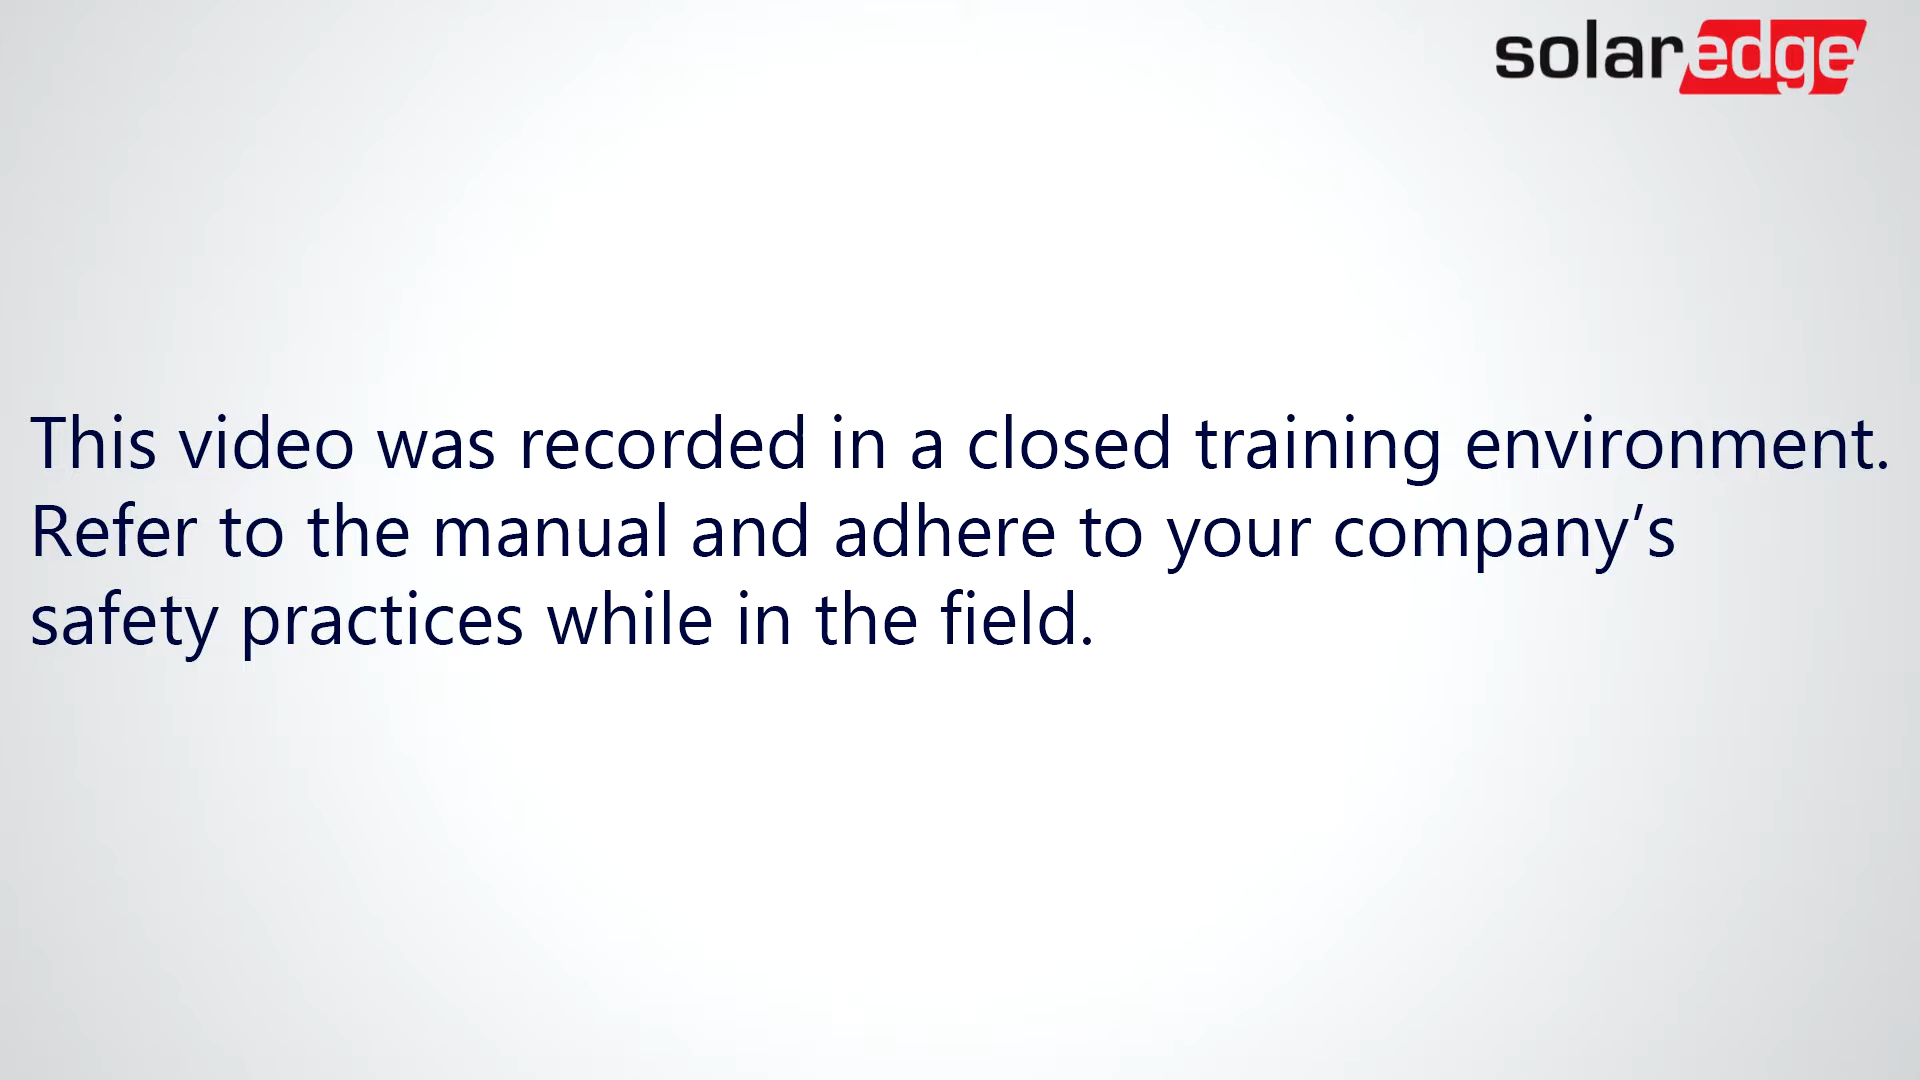 solaredge
This video was recorded in a closed training environment.
Refer to the manual and adhere to your company’s
safety practices while in the field.